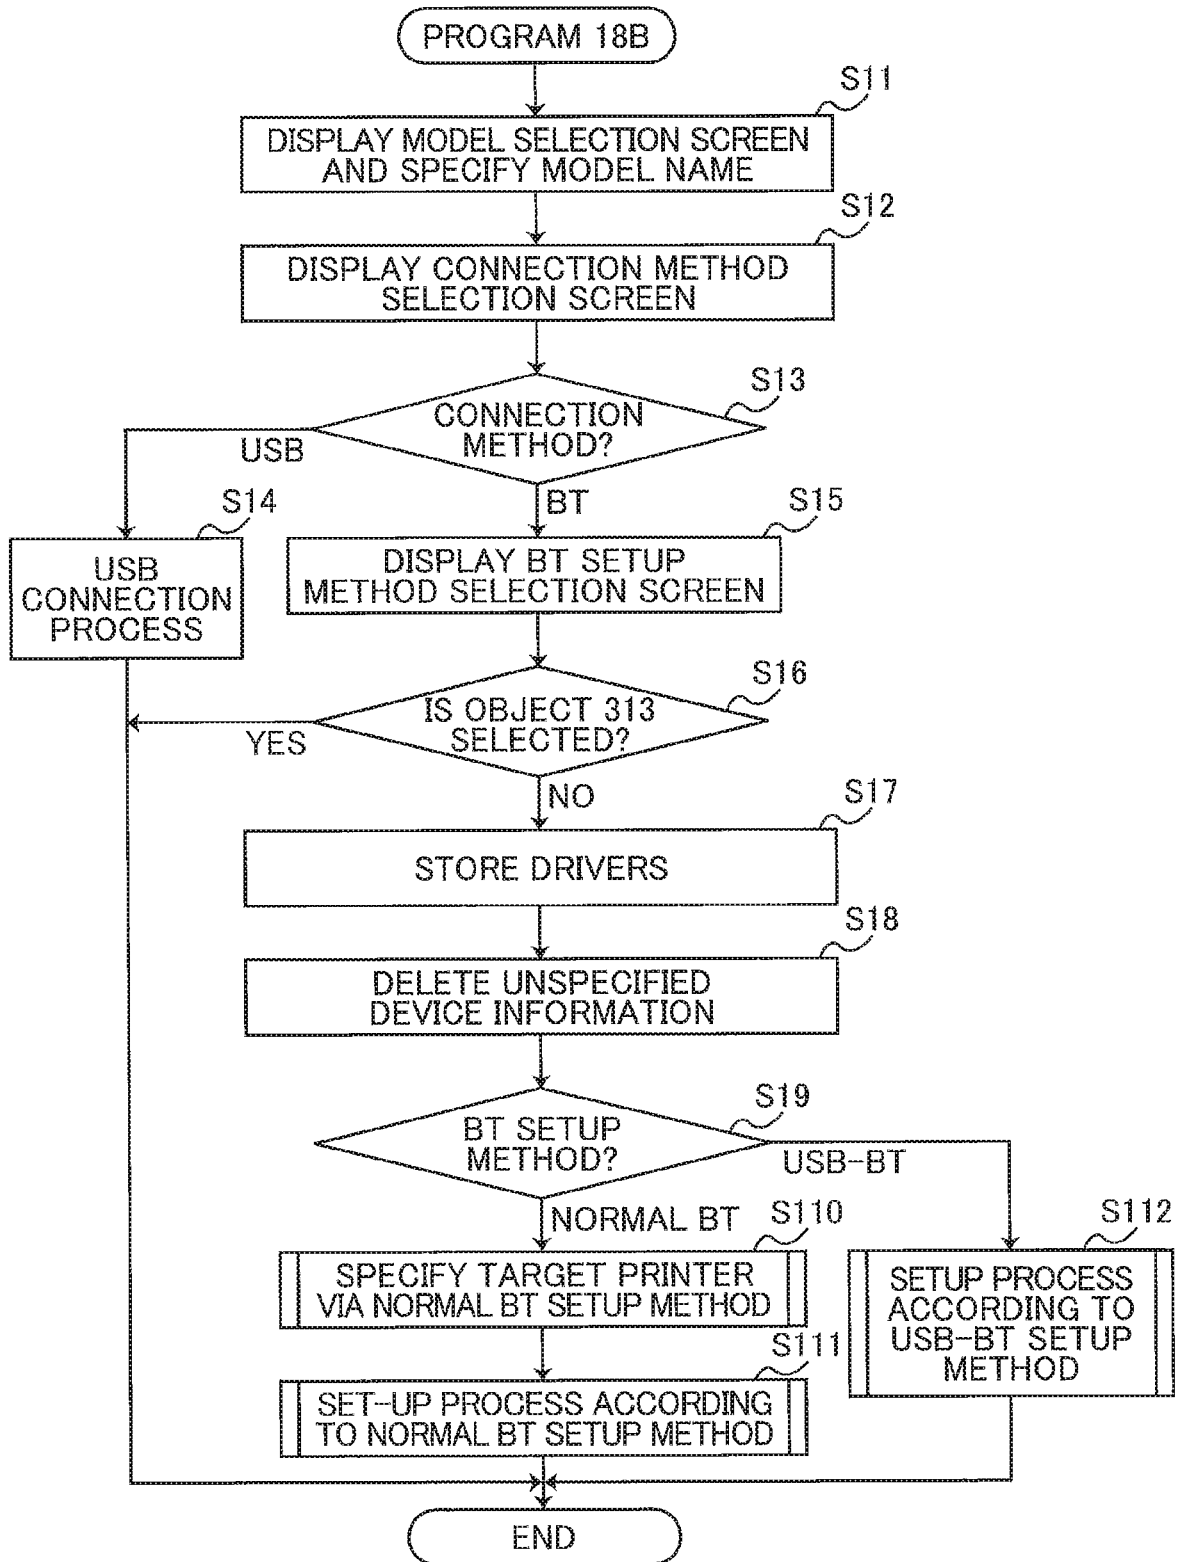 PROGRAM 18B
S11
DISPLAY MODEL SELECTION SCREEN
AND SPECIFY MODEL NAME
S12
DISPLAY CONNECTION METHOD
SELECTION SCREEN
S13
CONNECTION
METHOD?
USB
BT
S14
USB
CONNECTION
PROCESS
S15
DISPLAY BT SETUP
METHOD SELECTION SCREEN
S16
IS OBJECT 313
SELECTED?
YES
NO
S17
STORE DRIVERS
S18
DELETE UNSPECIFIED
DEVICE INFORMATION
S19
BT SETUP
METHOD?
USB-BT
NORMAL BT
S110
SPECIFY TARGET PRINTER
VIA NORMAL BT SETUP METHOD
S112
SETUP PROCESS
ACCORDING TO
USB-BT SETUP
METHOD
S111
SET-UP PROCESS ACCORDING
TO NORMAL BT SETUP METHOD
END